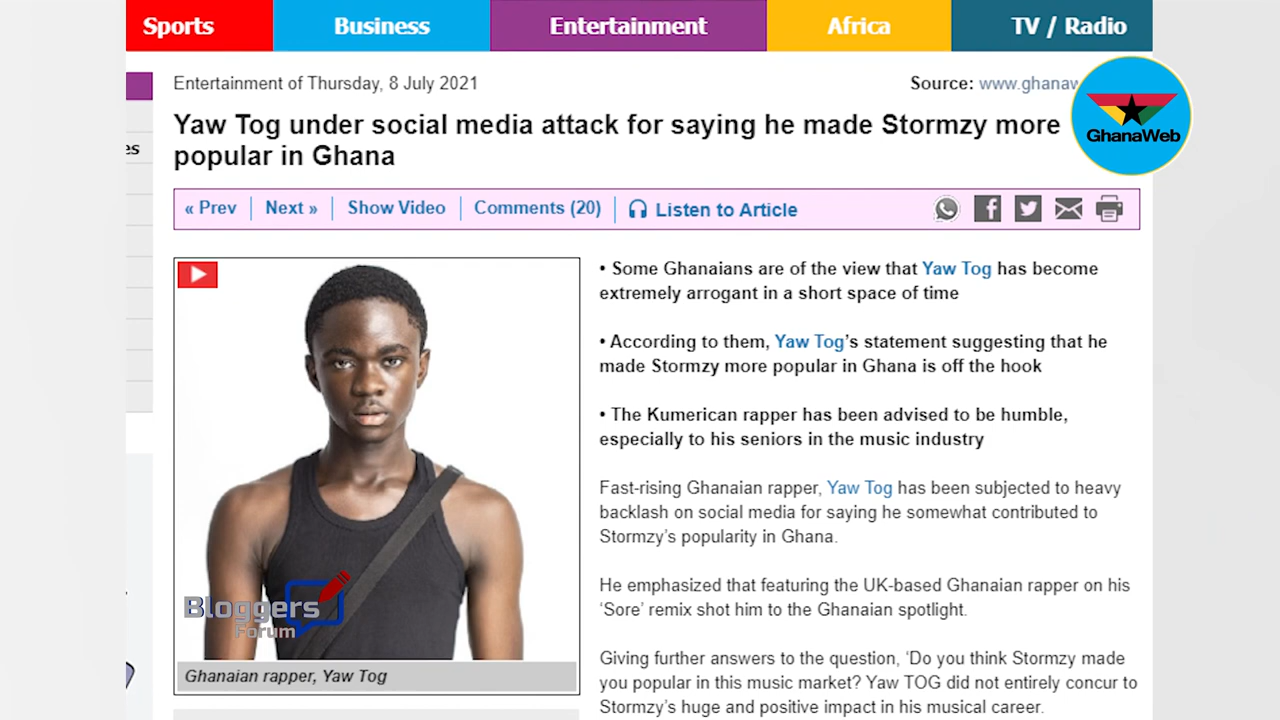 Sports Business Entertainment Africa TV / Radio
Entertainment of Thursday, 8 July 2021
Source: www.ghanaw
GhanaWeb
Yaw Tog under social media attack for saying he made Stormzy more
popular in Ghana
es
« Prev Next » Show Video Comments (20) Listen to Article
• Some Ghanaians are of the view that Yaw Tog has become
extremely arrogant in a short space of time
• According to them, Yaw Tog's statement suggesting that he
made Stormzy more popular in Ghana is off the hook
• The Kumerican rapper has been advised to be humble,
especially to his seniors in the music industry
Fast-rising Ghanaian rapper, Yaw Tog has been subjected to heavy
backlash on social media for saying he somewhat contributed to
Stormzy's popularity in Ghana.
He emphasized that featuring the UK-based Ghanaian rapper on his
‘Sore’ remix shot him to the Ghanaian spotlight.
Giving further answers to the question, ‘Do you think Stormzy made
you popular in this music market? Yaw TOG did not entirely concur to
Stormzy's huge and positive impact in his musical career.
Bloggers
Forum
Ghanaian rapper, Yaw Tog